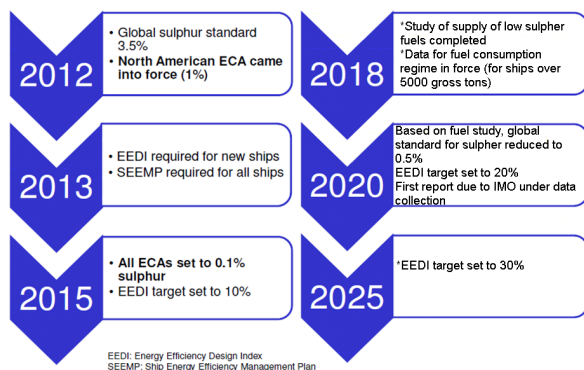 2012
• Global sulphur standard
3.5%
• North American ECA came
into force (1%)
2013
• EEDI required for new ships
• SEEMP required for all ships
2015
• All ECAs set to 0.1%
sulphur
• EEDI target set to 10%
2018
*Study of supply of low sulpher
fuels completed
*Data for fuel consumption
regime in force (for ships over
5000 gross tons)
2020
Based on fuel study, global
standard for sulpher reduced to
0.5%
EEDI target set to 20%
First report due to IMO under data
collection
2025
*EEDI target set to 30%
EEDI: Energy Efficiency Design Index
SEEMP: Ship Energy Efficiency Management Plan